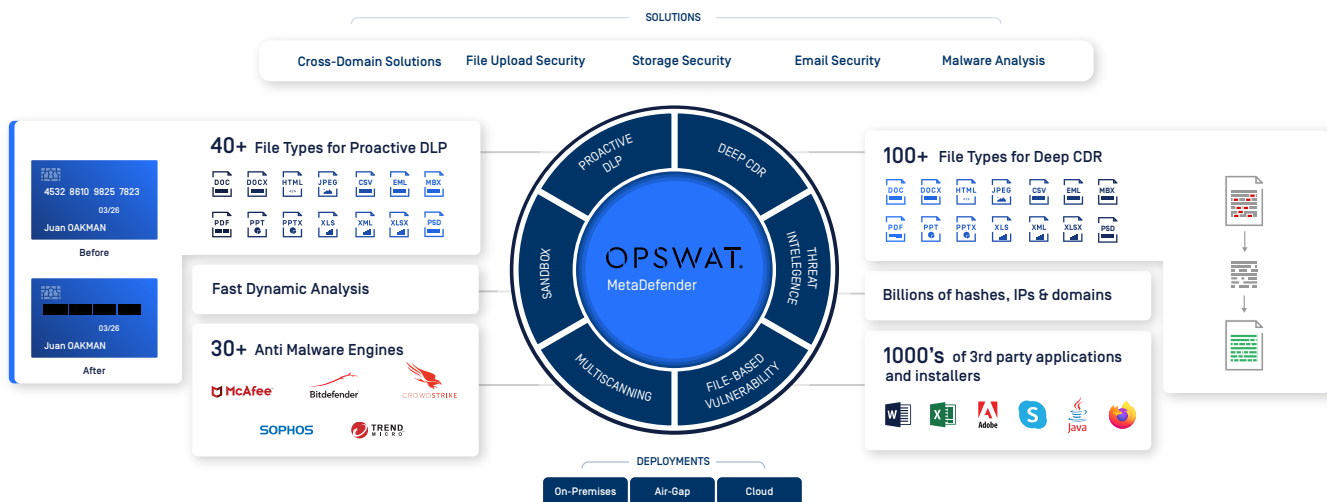 SOLUTIONS
Cross-Domain Solutions
File Upload Security
Storage Security
Email Security
Malware Analysis
4532 8610 9825 7823
03/26
Juan OAKMAN
Before
03/26
Juan OAKMAN
After
40+ File Types for Proactive DLP
DOC DOCX HTML JPEG CSV EML MBX
PDF PPT PPTX XLS XML XLSX PSD
Fast Dynamic Analysis
30+ Anti Malware Engines
McAfee
Bitdefender
CROWDSTRIKE
SOPHOS
TREND
MICRO
PROACTIVE
DLP
DEEP CDR
SANDBOX
THREAT
INTELEGENCE
MULTISCANNING
FILE-BASED
VULNERABILITY
OPSWAT.
MetaDefender
100+ File Types for Deep CDR
DOC DOCX HTML JPEG CSV EML MBX
PDF PPT PPTX XLS XML XLSX PSD
Billions of hashes, IPs & domains
1000's of 3rd party applications
and installers
W
X
Adobe
S
Java
DEPLOYMENTS
On-Premises
Air-Gap
Cloud